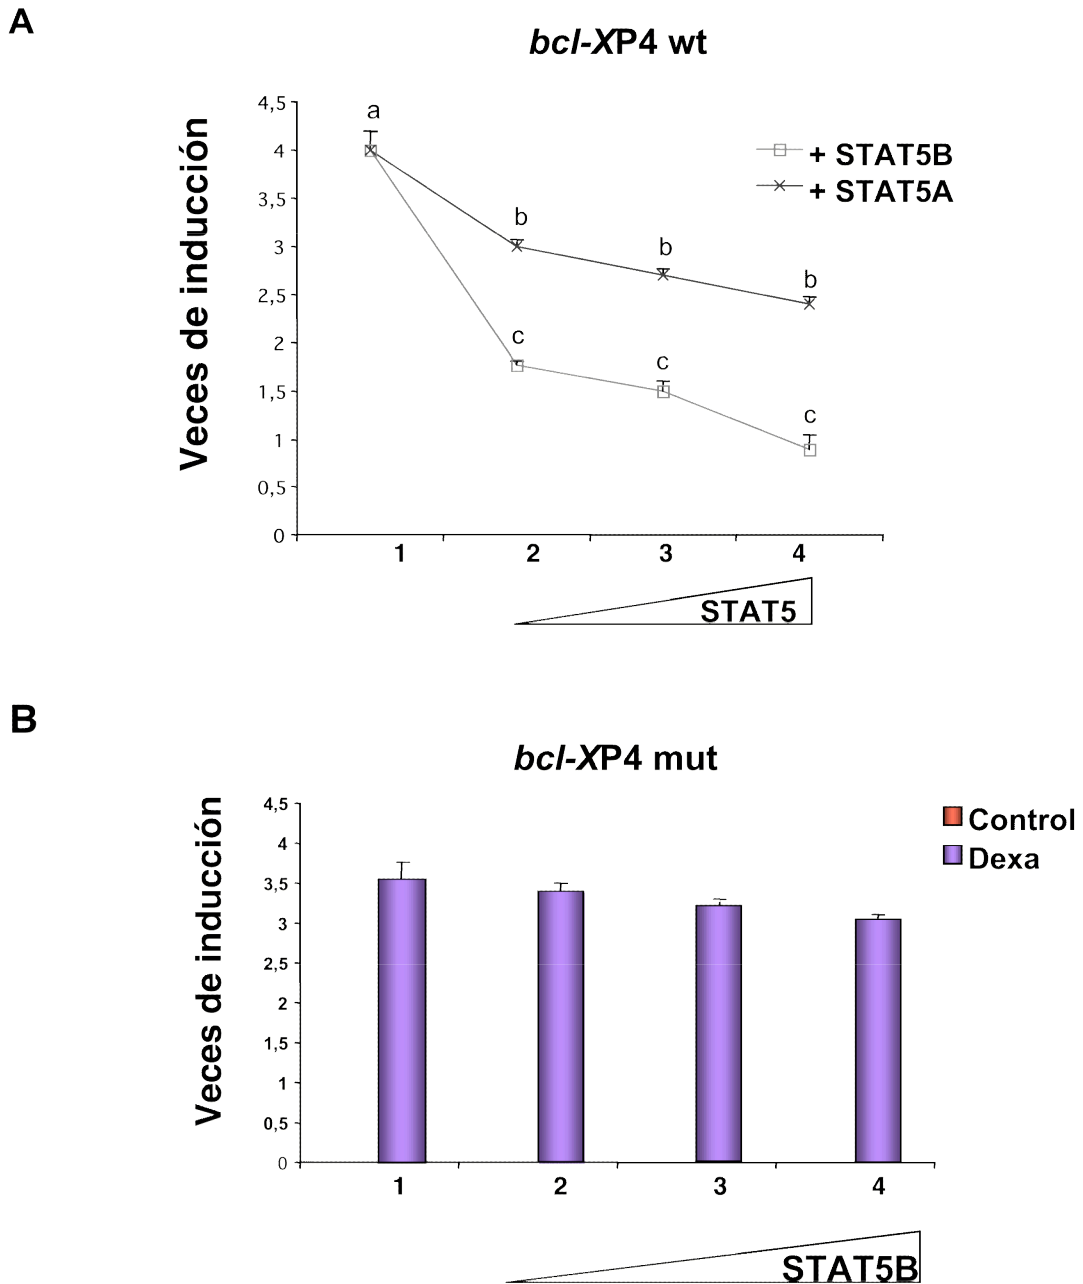 A
bcl-XP4 wt
Veces de inducción
4,5
4
3,5
3
2,5
2
1,5
1
0,5
0
a
b
b
b
c
c
c
+ STAT5B
+ STAT5A
1 2 3 4
STAT5
B
bcl-XP4 mut
Veces de inducción
4,5
4
3,5
3
2,5
2
1,5
1
0,5
0
Control
Dexa
1 2 3 4
STAT5B